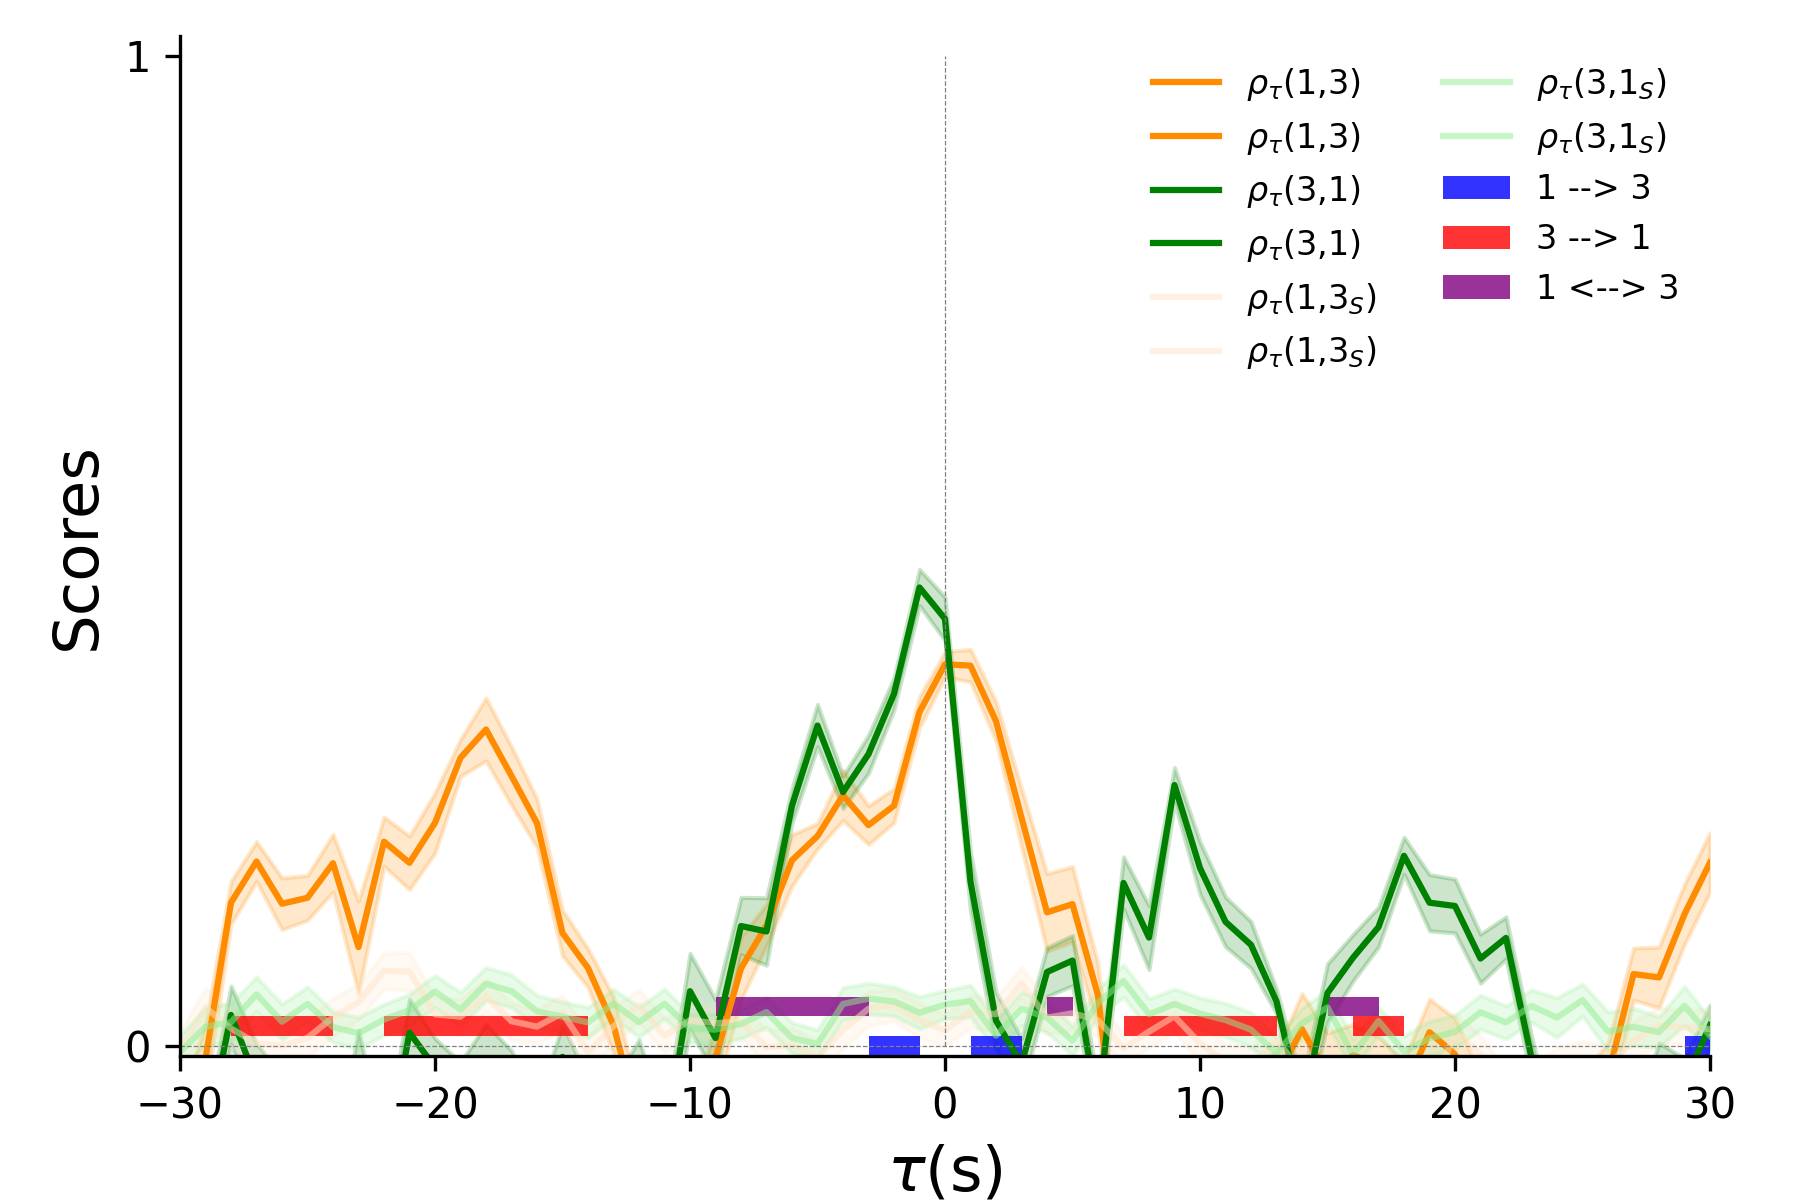 1
ρτ(1,3)
ρτ(1,3)
ρτ(3,1)
ρτ(3,1)
ρτ(1,3S)
ρτ(1,3S)
ρτ(3,1S)
ρτ(3,1S)
1 --> 3
3 --> 1
1 <--> 3
Scores
0
−30 −20 −10 0 10 20 30
τ(s)